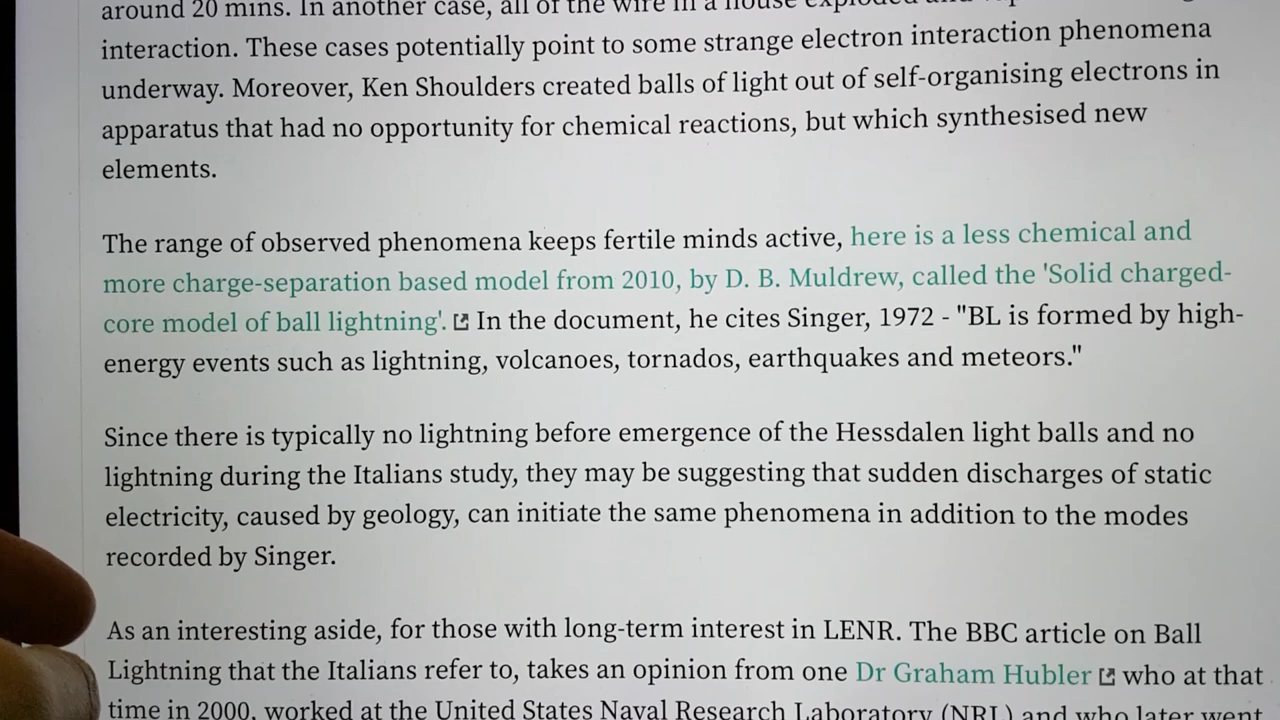 around 20 mins. In another case, all of the wire in a house exploded and
interaction. These cases potentially point to some strange electron interaction phenomena
underway. Moreover, Ken Shoulders created balls of light out of self-organising electrons in
apparatus that had no opportunity for chemical reactions, but which synthesised new
elements.
The range of observed phenomena keeps fertile minds active, here is a less chemical and
more charge-separation based model from 2010, by D. B. Muldrew, called the 'Solid charged-
core model of ball lightning'. In the document, he cites Singer, 1972 - "BL is formed by high-
energy events such as lightning, volcanoes, tornados, earthquakes and meteors."
Since there is typically no lightning before emergence of the Hessdalen light balls and no
lightning during the Italians study, they may be suggesting that sudden discharges of static
electricity, caused by geology, can initiate the same phenomena in addition to the modes
recorded by Singer.
As an interesting aside, for those with long-term interest in LENR. The BBC article on Ball
Lightning that the Italians refer to, takes an opinion from one Dr Graham Hubler who at that
time in 2000, worked at the United States Naval Research Laboratory (NRL) and who later went